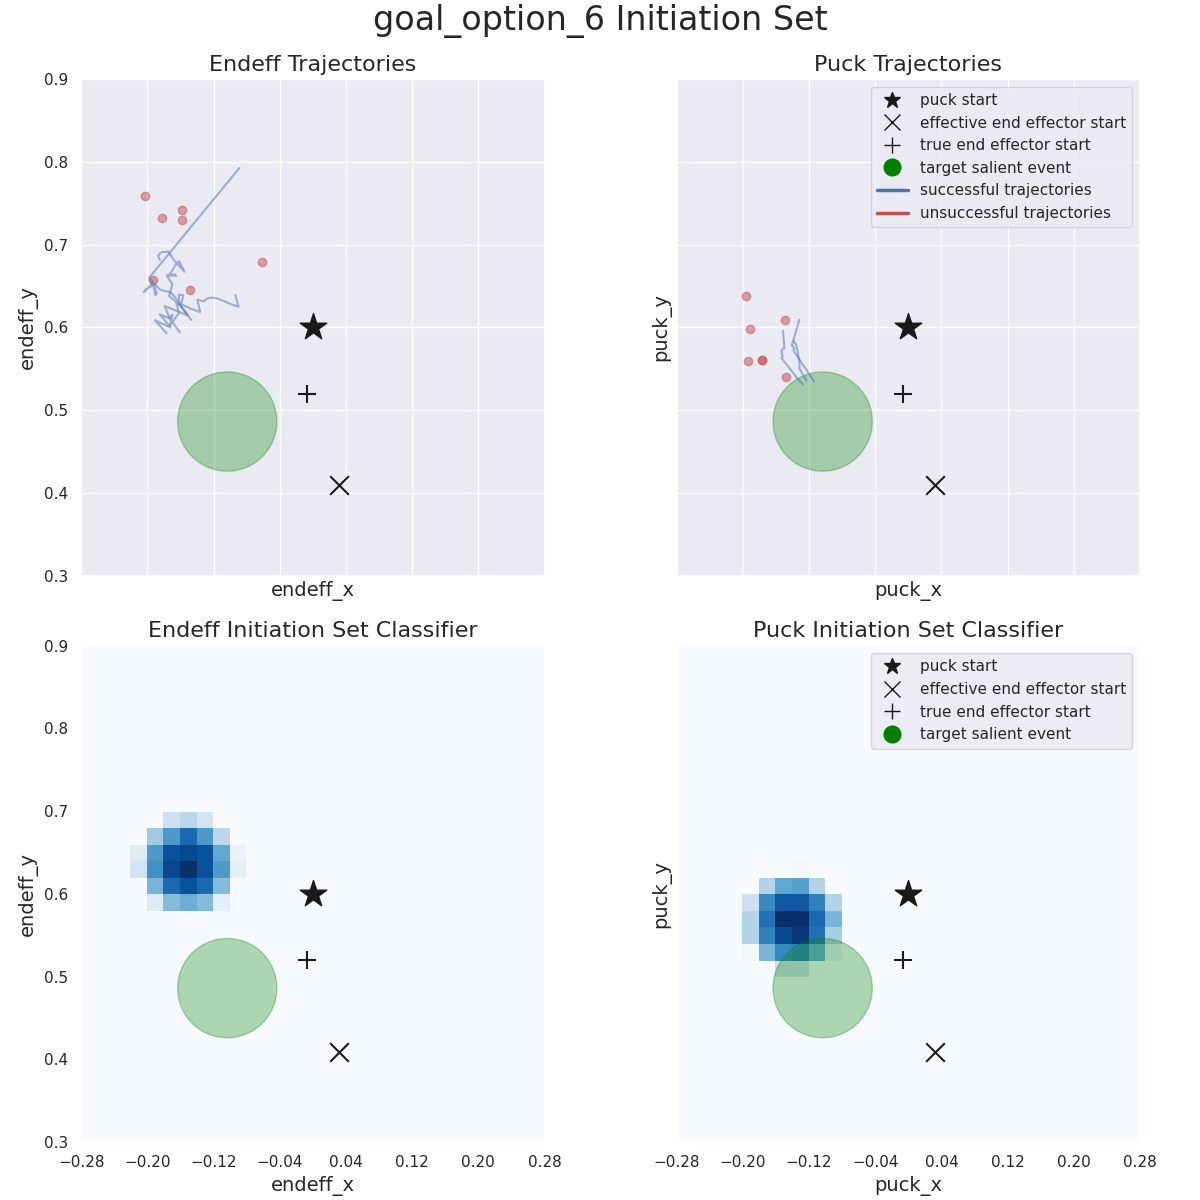 goal_option_6 Initiation Set
Endeff Trajectories
0.9
0.8
0.7
0.6
0.5
0.4
0.3
endeff_y
endeff_x
Puck Trajectories
puck start
effective end effector start
true end effector start
target salient event
successful trajectories
unsuccessful trajectories
puck_y
puck_x
Endeff Initiation Set Classifier
0.9
0.8
0.7
0.6
0.5
0.4
0.3
endeff_y
−0.28 −0.20 −0.12 −0.04 0.04 0.12 0.20 0.28
endeff_x
Puck Initiation Set Classifier
puck start
effective end effector start
true end effector start
target salient event
puck_y
−0.28 −0.20 −0.12 −0.04 0.04 0.12 0.20 0.28
puck_x